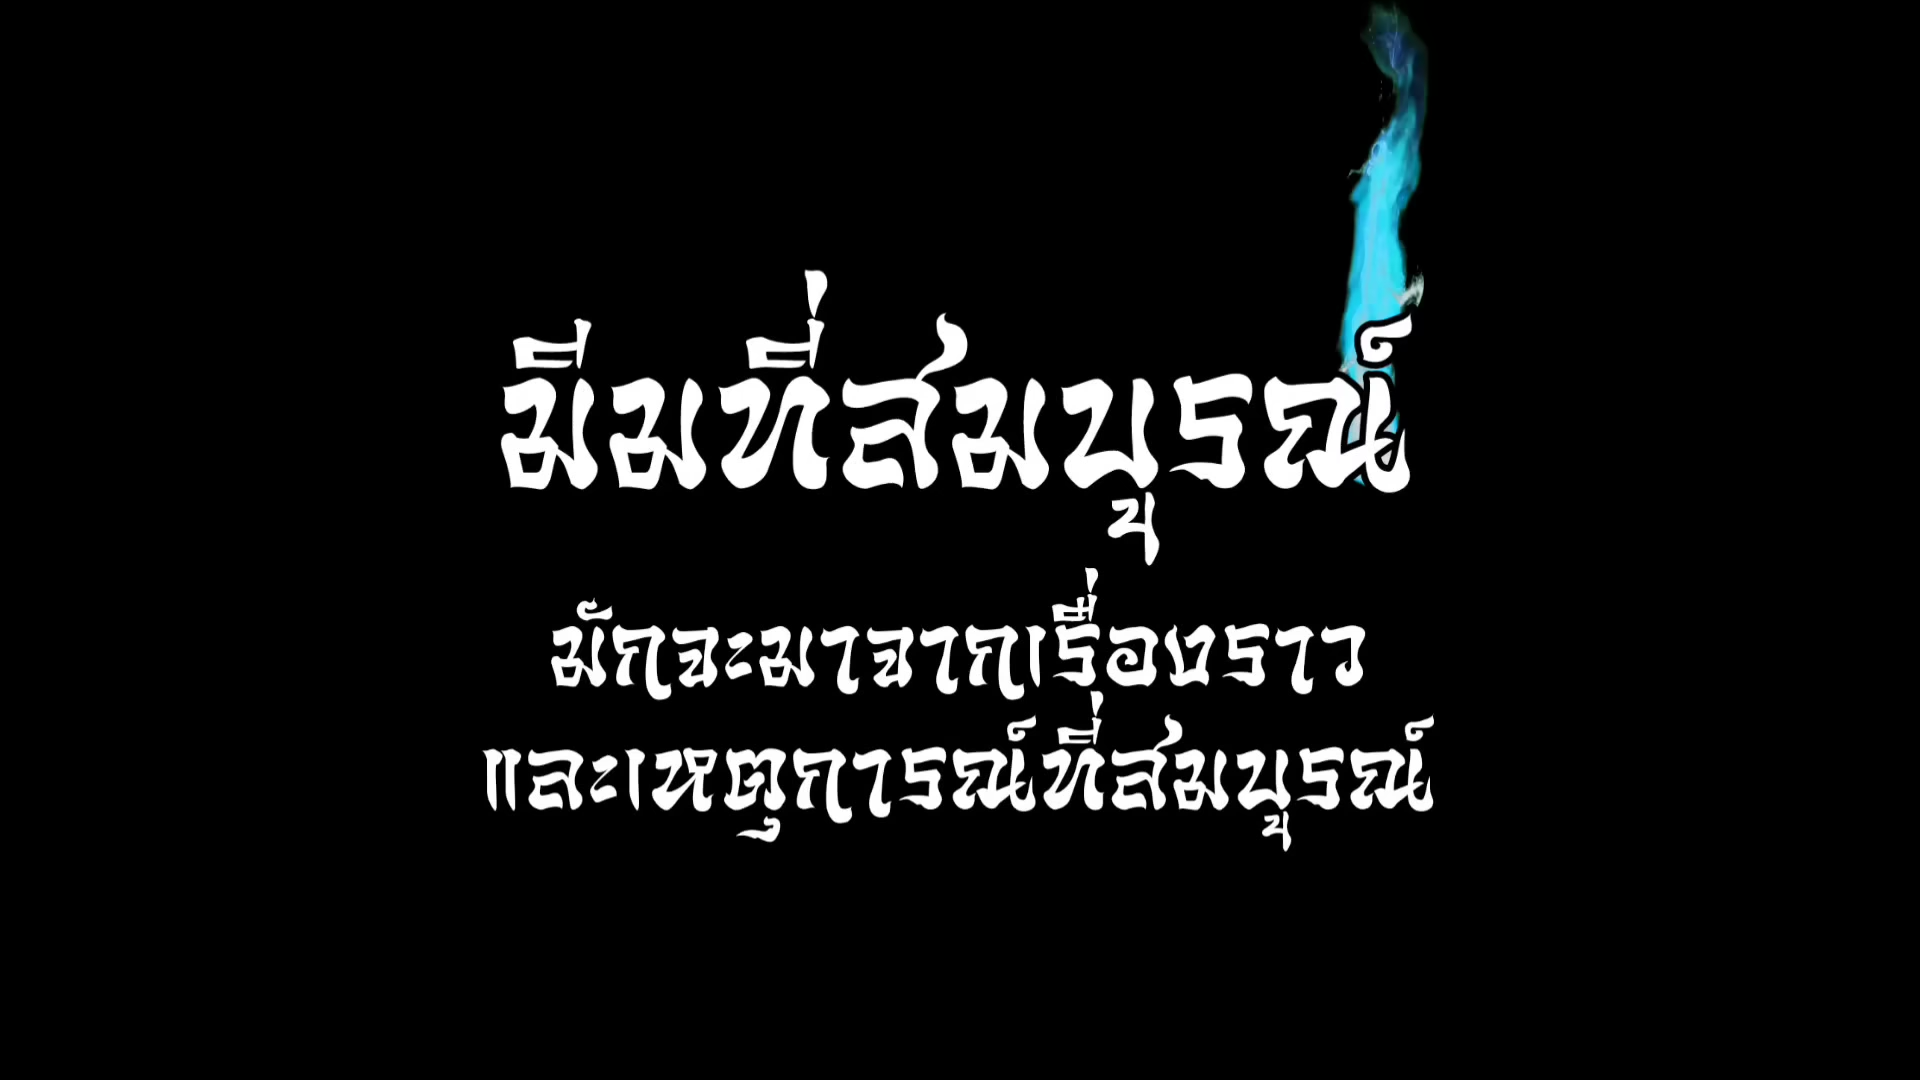 มีมที่สมบูรณ์
มักจะมาจากเรื่องราว
และเหตุการณ์ที่สมบูรณ์